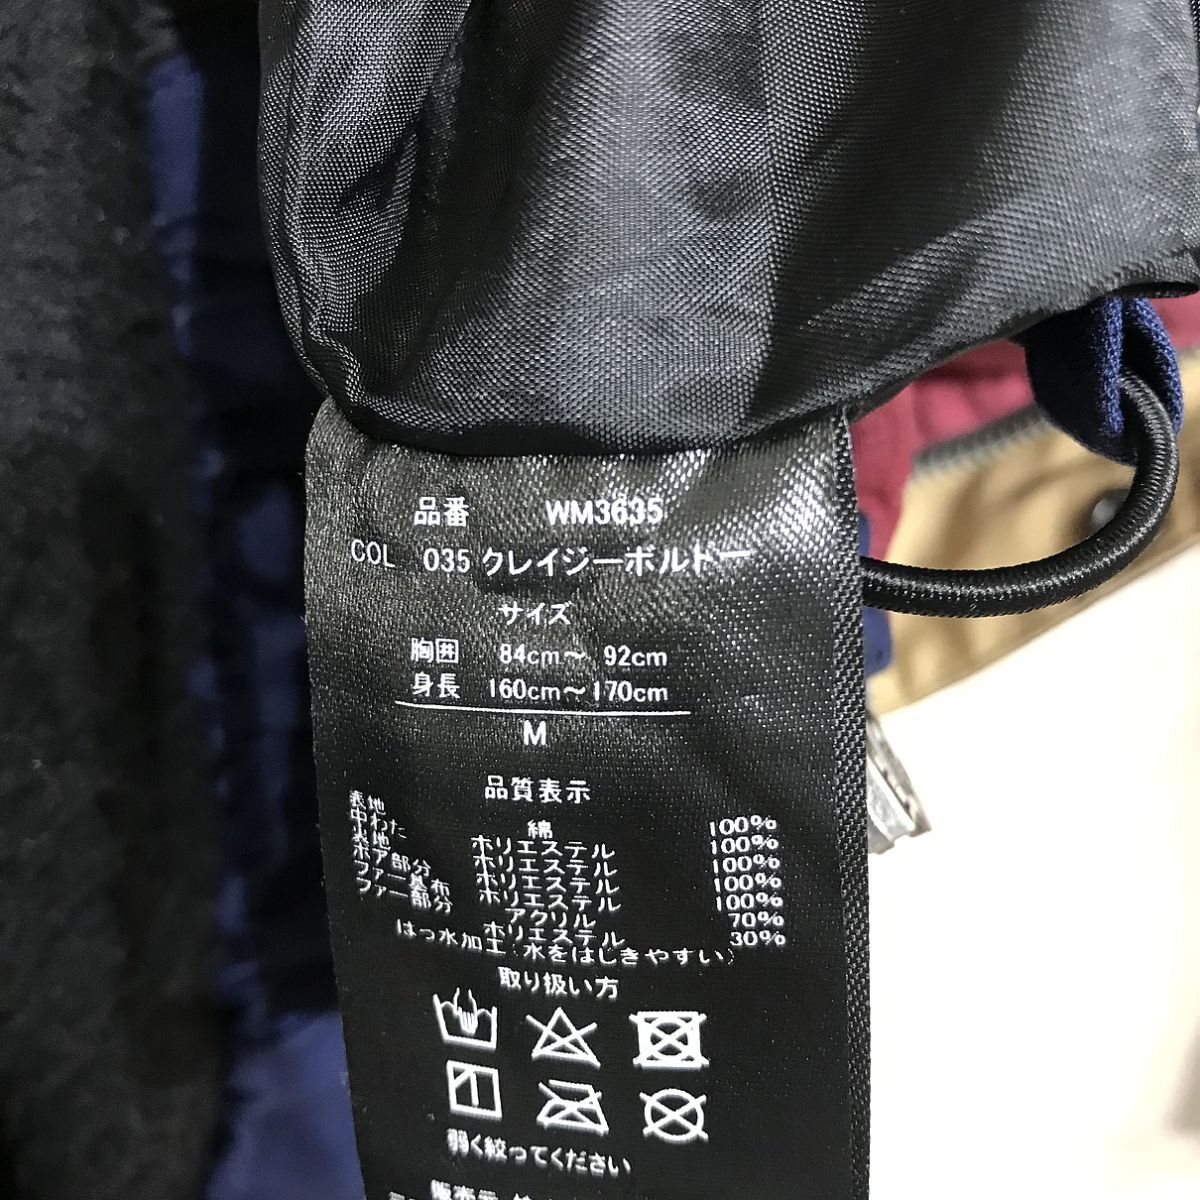 品番 WM3635
COL 035 クレイジーボルドー
サイズ
胸囲 84cm～ 92cm
身長 160cm～170cm
M
品質表示
表地 綿 100%
中わた ポリエステル 100%
裏地 ポリエステル 100%
ボア部分 ポリエステル 100%
ファー基布 ポリエステル 100%
ファー部分 アクリル 70%
ポリエステル 30%
はっ水加工(水をはじきやすい)
取り扱い方
弱く絞ってください
販売元